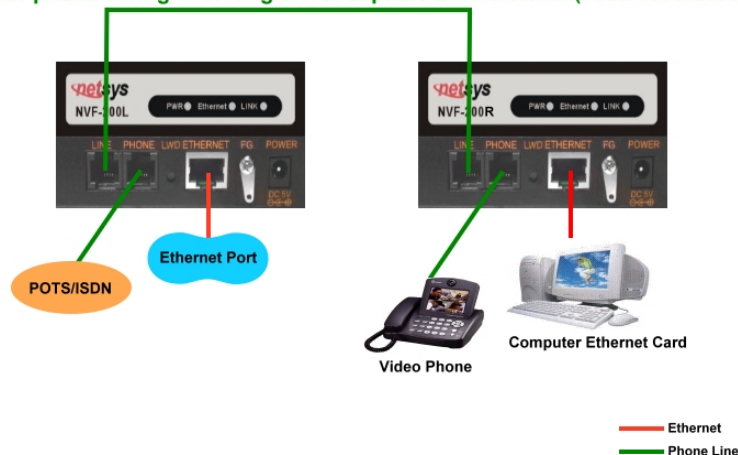 netsys
NVF-200L
PWR Ethernet LINK
LINE PHONE LWD ETHERNET FG POWER
DC 5V
netsys
NVF-200R
PWR Ethernet LINK
LINE PHONE LWD ETHERNET FG POWER
DC 5V
POTS/ISDN
Ethernet Port
Video Phone
Computer Ethernet Card
Ethernet
Phone Line